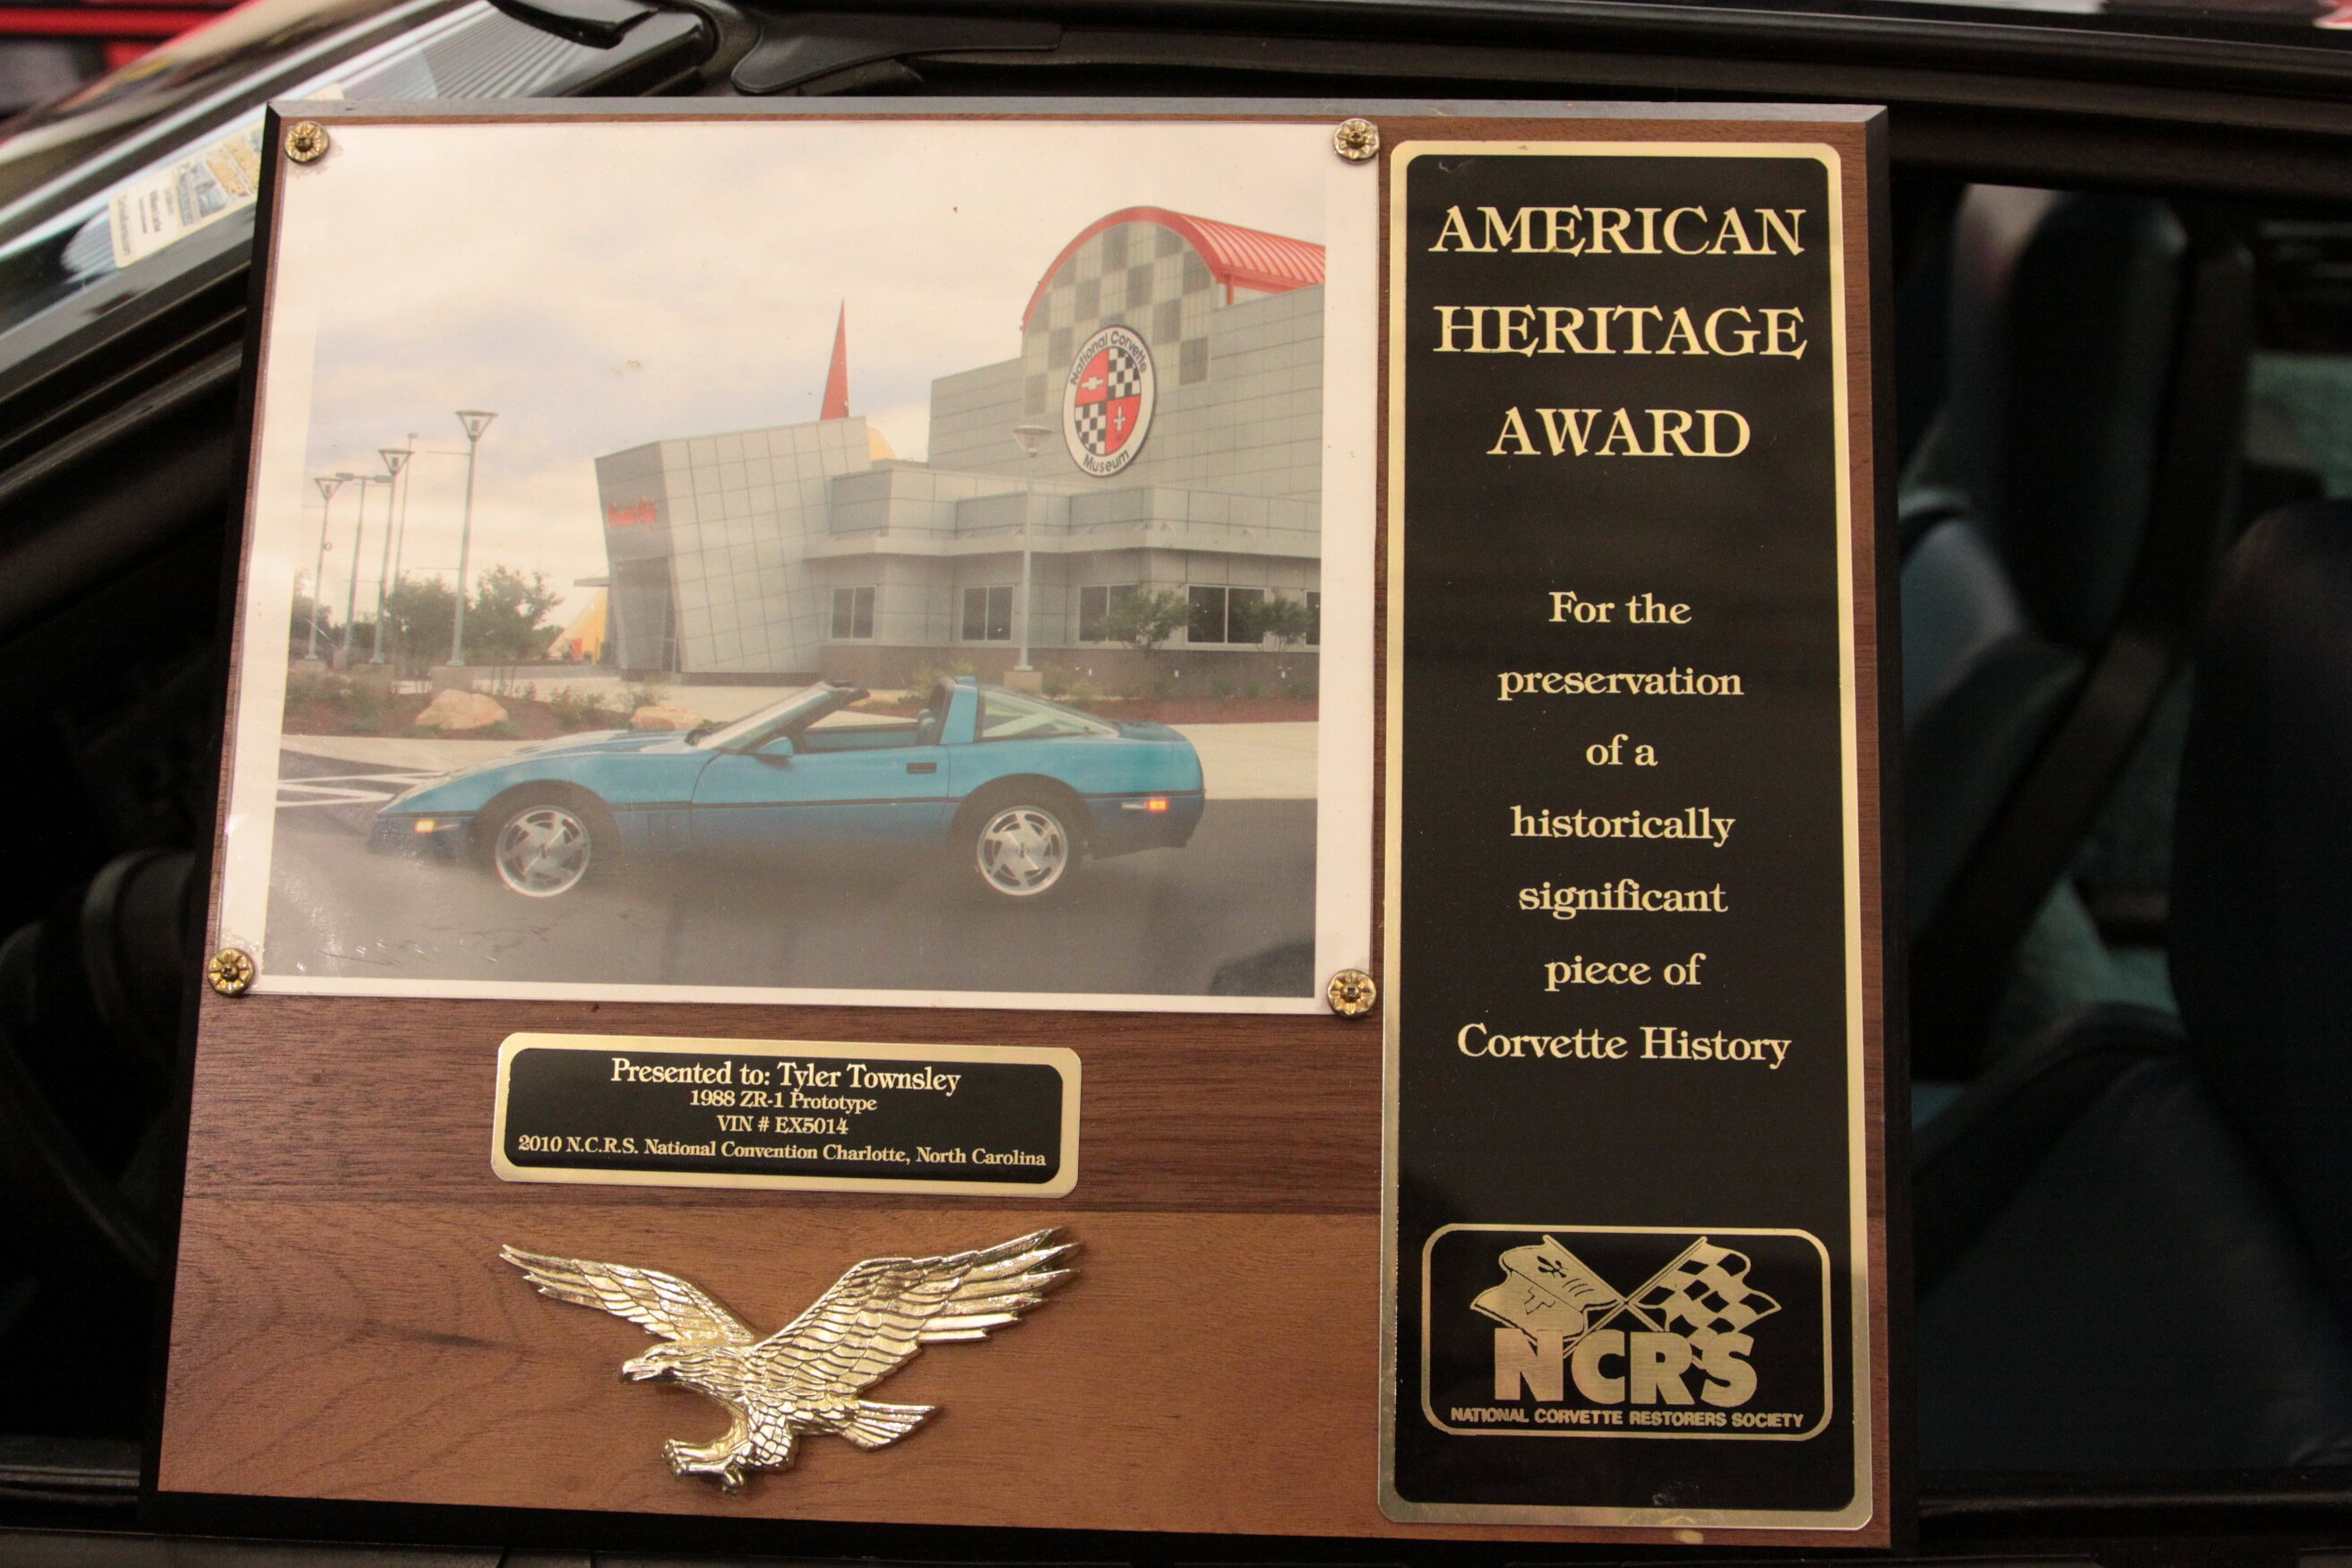 National Corvette
Museum
AMERICAN
HERITAGE
AWARD
For the
preservation
of a
historically
significant
piece of
Corvette History
Presented to: Tyler Townsley
1988 ZR-1 Prototype
VIN # EX5014
2010 N.C.R.S. National Convention Charlotte, North Carolina
NCRS
NATIONAL CORVETTE RESTORERS SOCIETY